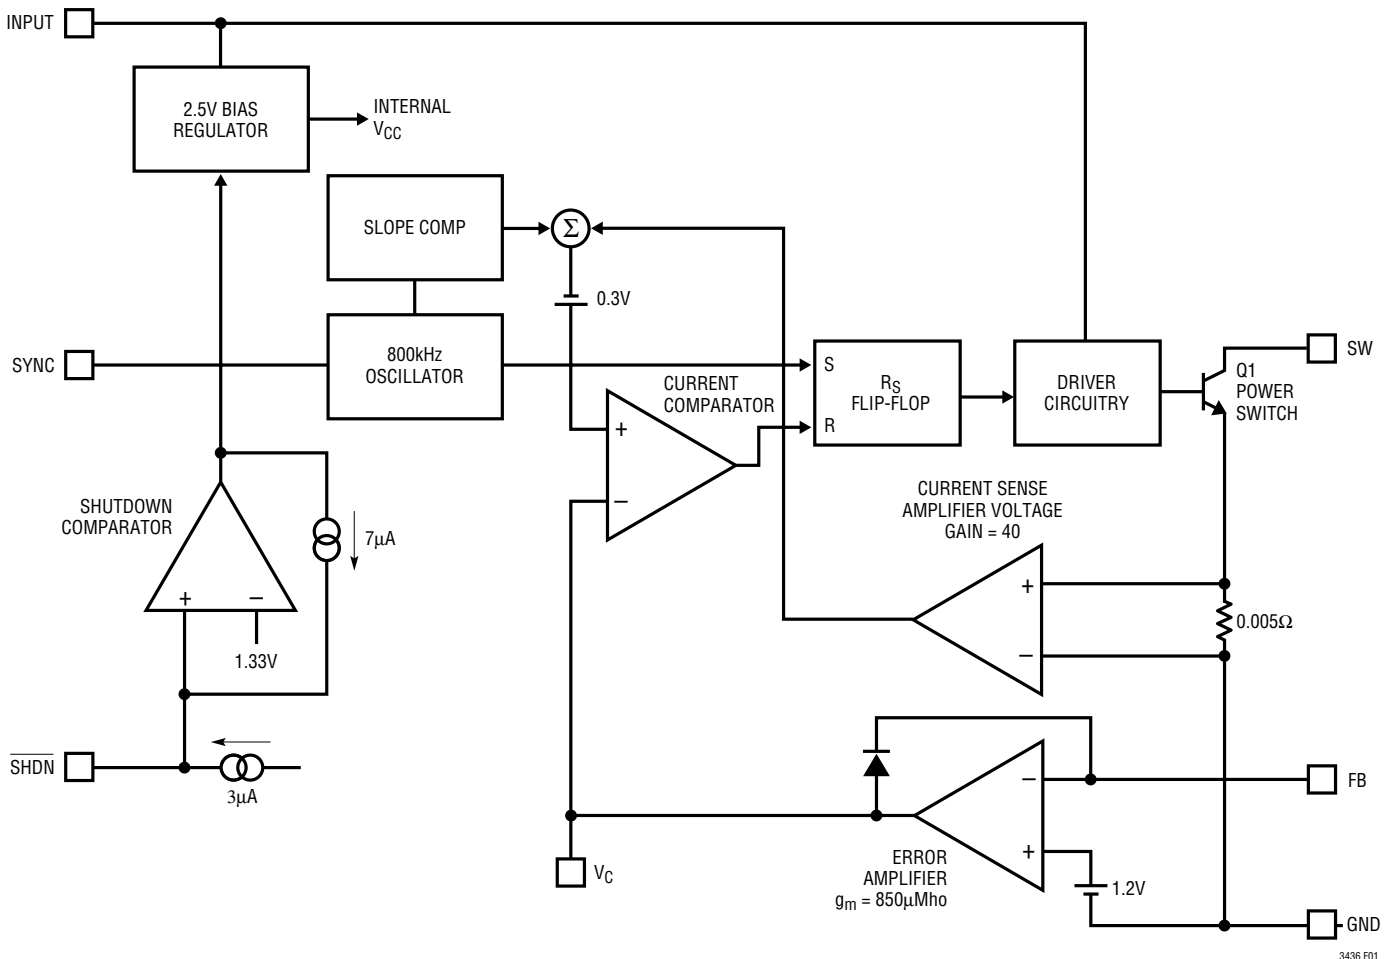 INPUT
2.5V BIAS
REGULATOR
INTERNAL
VCC
SLOPE COMP
Σ
0.3V
SYNC
800kHz
OSCILLATOR
CURRENT
COMPARATOR
S
R
RS
FLIP-FLOP
DRIVER
CIRCUITRY
SW
Q1
POWER
SWITCH
+
–
SHUTDOWN
COMPARATOR
7µA
+
–
1.33V
CURRENT SENSE
AMPLIFIER VOLTAGE
GAIN = 40
+
–
0.005Ω
SHDN
3µA
–
+
FB
VC
ERROR
AMPLIFIER
gm = 850µMho
1.2V
GND
3436 F01